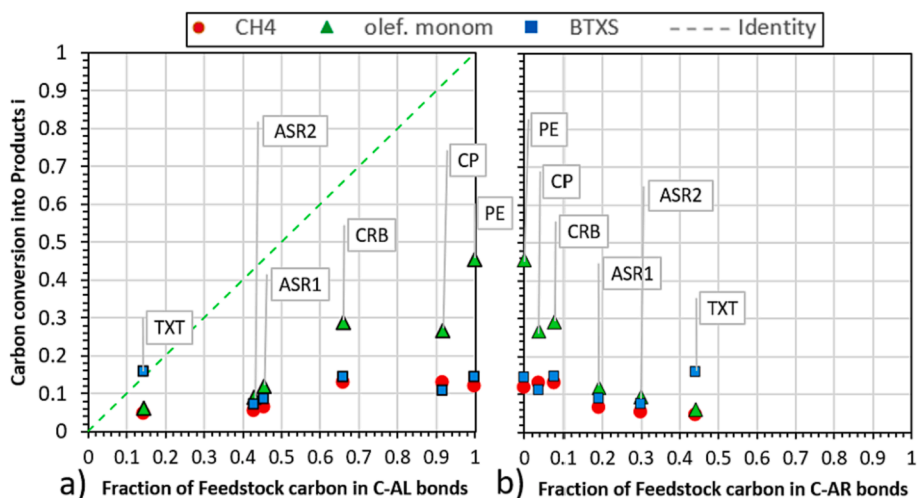 CH4 olef. monom BTXS Identity
Carbon conversion into Products i
1
0.9
0.8
0.7
0.6
0.5
0.4
0.3
0.2
0.1
0
ASR2
CP
PE
CRB
ASR1
TXT
0 0.1 0.2 0.3 0.4 0.5 0.6 0.7 0.8 0.9 1
a) Fraction of Feedstock carbon in C-AL bonds
PE
CP
ASR2
CRB
ASR1
TXT
0 0.1 0.2 0.3 0.4 0.5 0.6 0.7 0.8 0.9 1
b) Fraction of Feedstock carbon in C-AR bonds